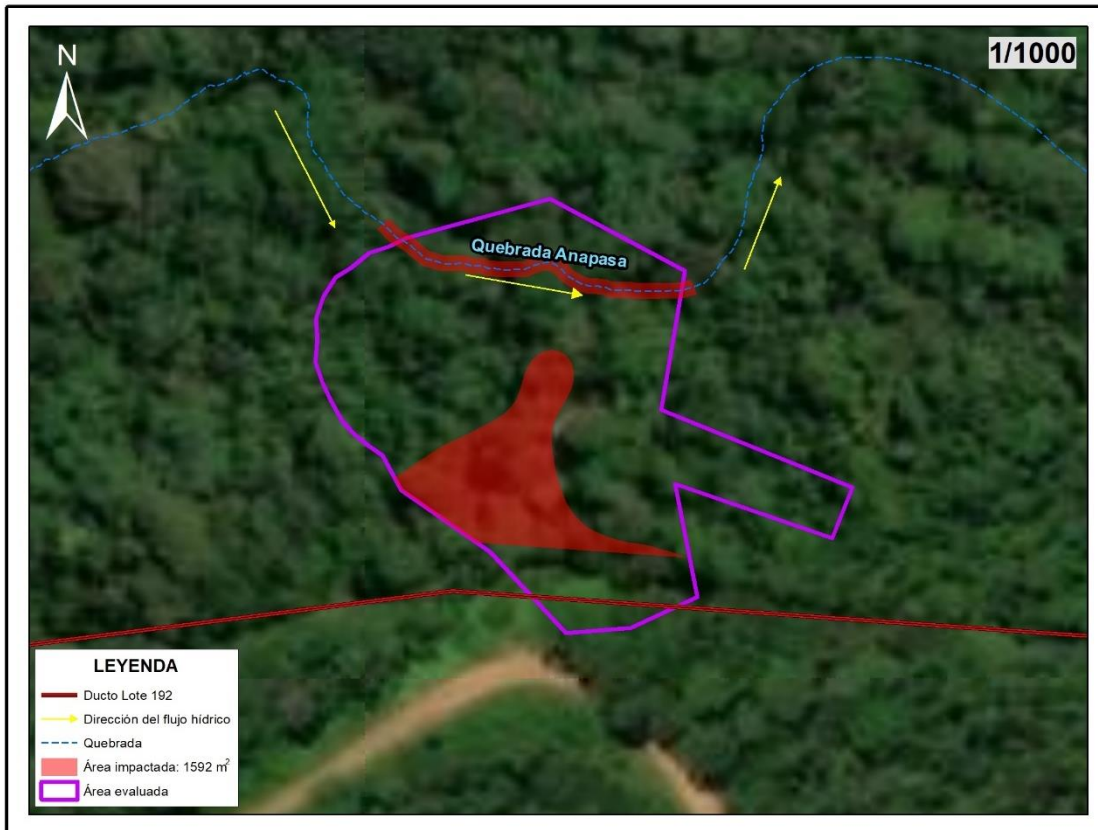 N
1/1000
Quebrada Anapasa
LEYENDA
Ducto Lote 192
Dirección del flujo hídrico
Quebrada
Área impactada: 1592 m²
Área evaluada